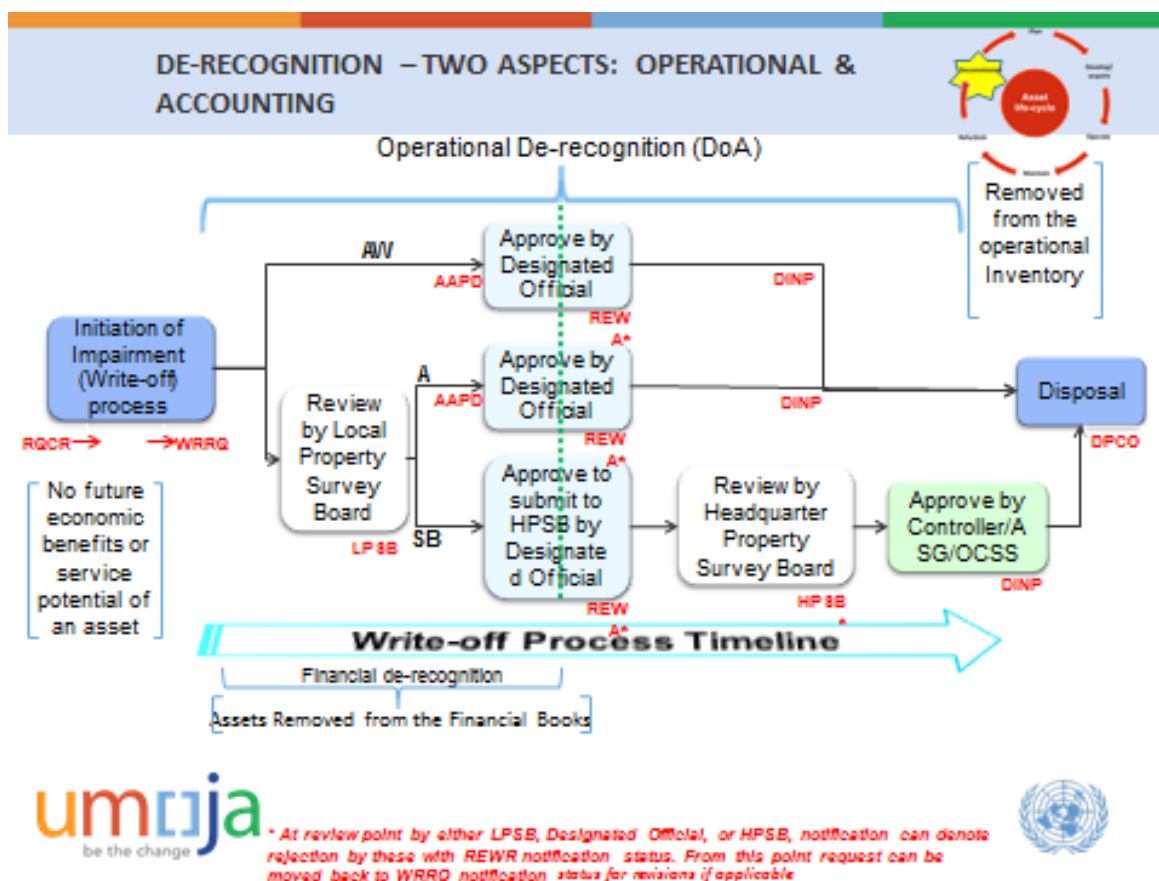 DE-RECOGNITION – TWO ASPECTS: OPERATIONAL &
ACCOUNTING
Asset
life-cycle
Operational De-recognition (DoA)
Removed
from the
operational
Inventory
AW
AAPD
Approve by
Designated
Official
REW
A*
DINP
Initiation of
Impairment
(Write-off)
process
RQCR
WRRQ
Review
by Local
Property
Survey
Board
LPSB
A
AAPD
Approve by
Designated
Official
REW
A*
DINP
Disposal
DPCO
SB
Approve to
submit to
HPSB by
Designate
d Official
REW
A*
Review by
Headquarter
Property
Survey Board
HPSB
*
Approve by
Controller/A
SG/OCSS
DINP
No future
economic
benefits or
service
potential of
an asset
Write-off Process Timeline
Financial de-recognition
Assets Removed from the Financial Books
umoja
be the change
* At review point by either LPSB, Designated Official, or HPSB, notification can denote
rejection by these with REWR notification status. From this point request can be
moved back to WRRQ notification status for revisions if applicable